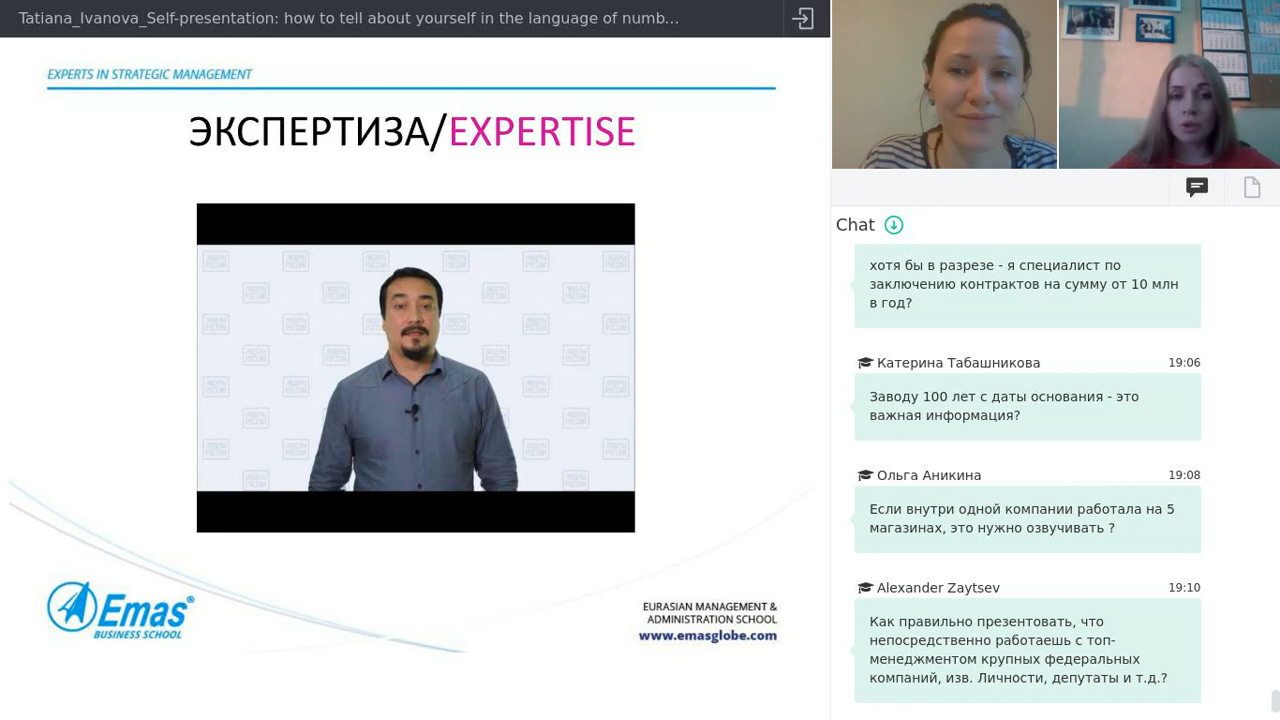 Tatiana_Ivanova_Self-presentation: how to tell about yourself in the language of numb...
EXPERTS IN STRATEGIC MANAGEMENT
ЭКСПЕРТИЗА/EXPERTISE
Emas®
BUSINESS SCHOOL
EURASIAN MANAGEMENT &
ADMINISTRATION SCHOOL
www.emasglobe.com
Chat
хотя бы в разрезе - я специалист по
заключению контрактов на сумму от 10 млн
в год?
Катерина Табашникова 19:06
Заводу 100 лет с даты основания - это
важная информация?
Ольга Аникина 19:08
Если внутри одной компании работала на 5
магазинах, это нужно озвучивать ?
Alexander Zaytsev 19:10
Как правильно презентовать, что
непосредственно работаешь с топ-
менеджментом крупных федеральных
компаний, изв. Личности, депутаты и т.д.?